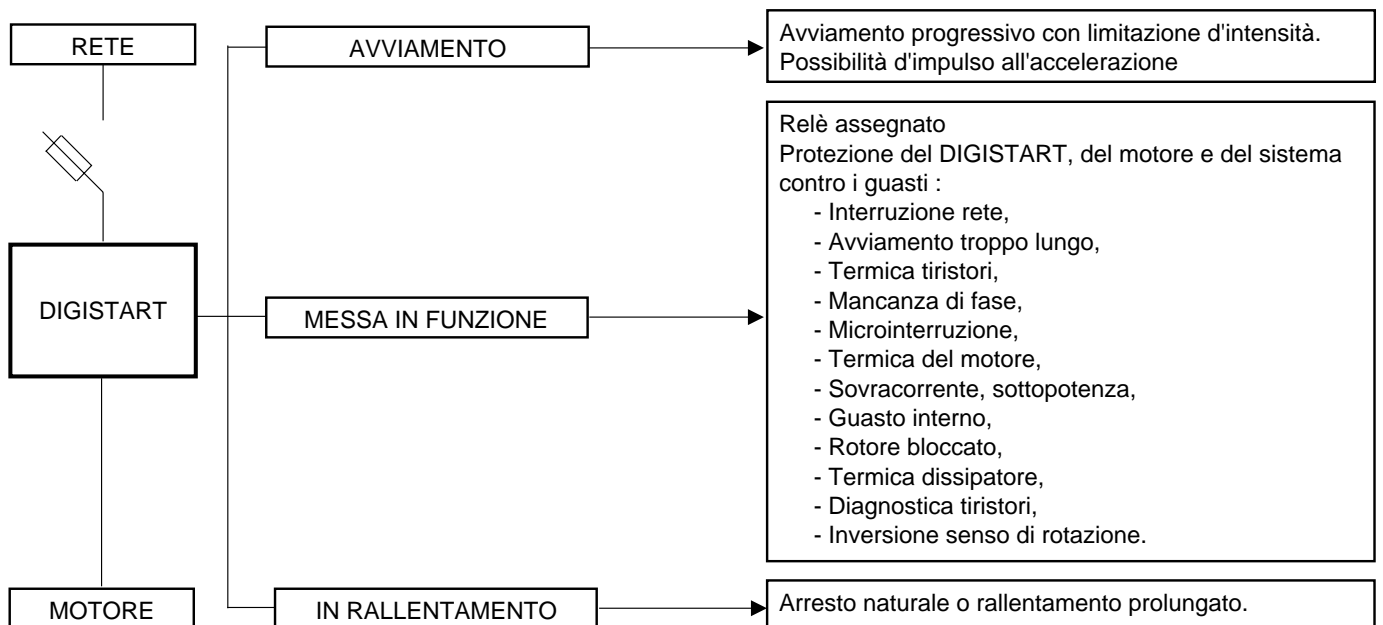 RETE
AVVIAMENTO
Avviamento progressivo con limitazione d'intensità.
Possibilità d'impulso all'accelerazione
DIGISTART
MESSA IN FUNZIONE
Relè assegnato
Protezione del DIGISTART, del motore e del sistema
contro i guasti :
- Interruzione rete,
- Avviamento troppo lungo,
- Termica tiristori,
- Mancanza di fase,
- Microinterruzione,
- Termica del motore,
- Sovracorrente, sottopotenza,
- Guasto interno,
- Rotore bloccato,
- Termica dissipatore,
- Diagnostica tiristori,
- Inversione senso di rotazione.
MOTORE
IN RALLENTAMENTO
Arresto naturale o rallentamento prolungato.